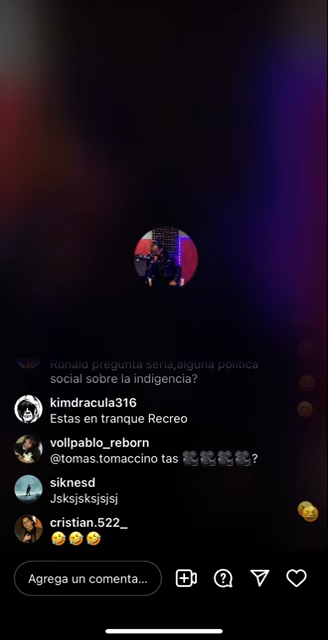 Ronald pregunta seria,alguna política
social sobre la indigencia?
kimdracula316
Estas en tranque Recreo
vollpablo_reborn
@tomas.tomaccino tas 🎥🎥🎥🎥?
siknesd
Jsksjsksjsjsj
cristian.522_
🤣🤣🤣
Agrega un comenta...